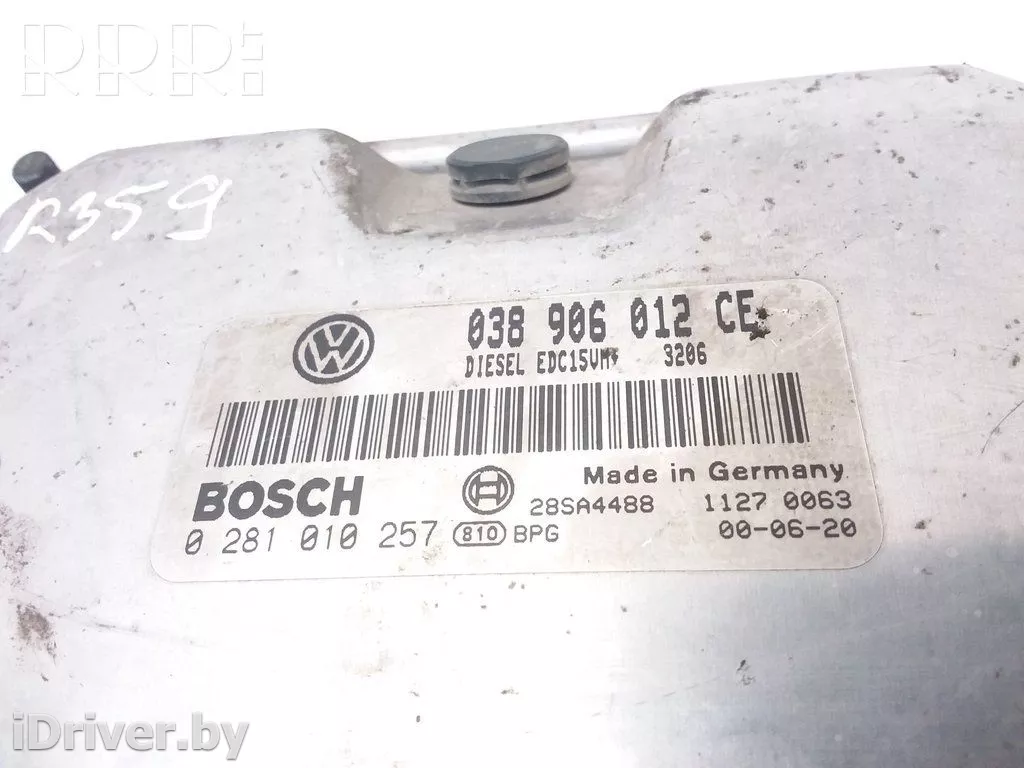 RRR
R359
038 906 012 CE
DIESEL EDC15VM+ 3206
BOSCH
Made in Germany
28SA4488 1127 0063
0 281 010 257 810 BPG 00-06-20
iDriver.by